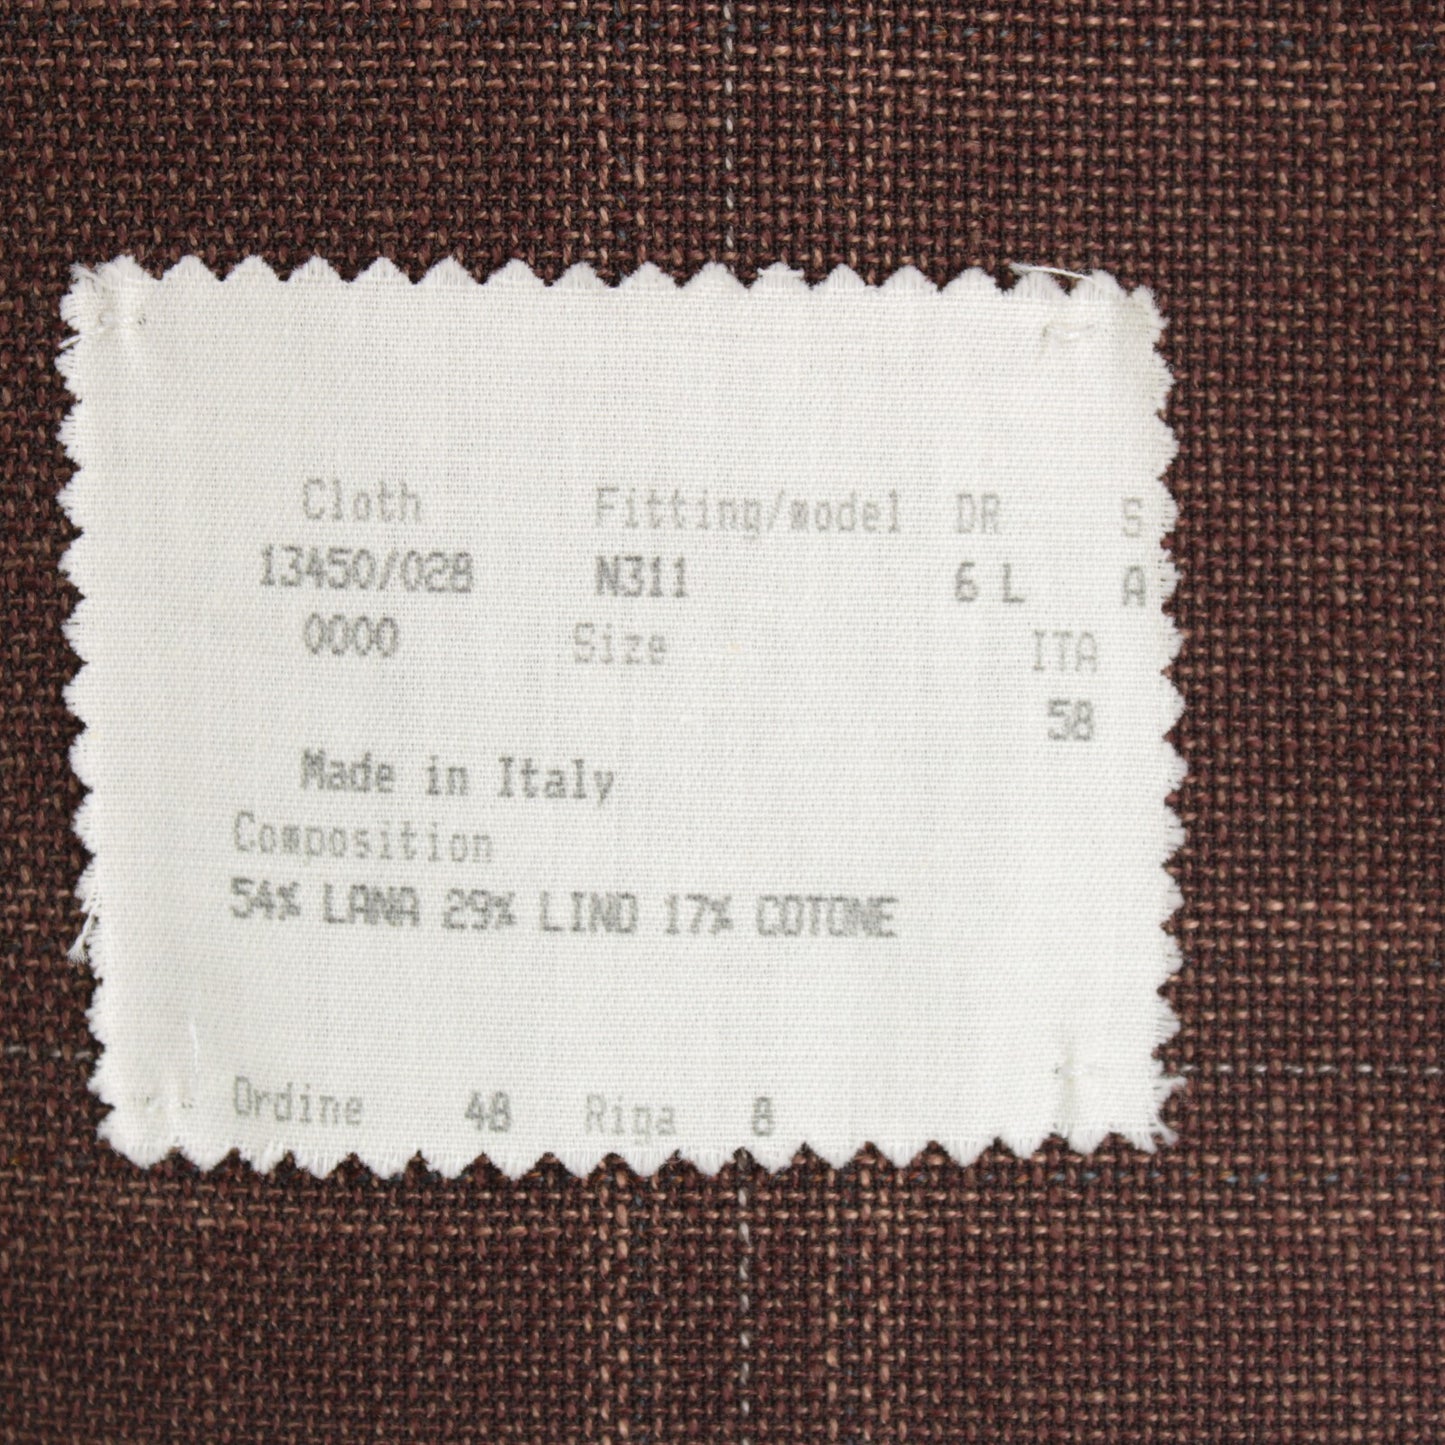 Cloth Fitting/model DR S
13450/028 N311 6 L A
0000 Size ITA
58
Made in Italy
Composition
54% LANA 29% LINO 17% COTONE
Ordine 48 Riga 8